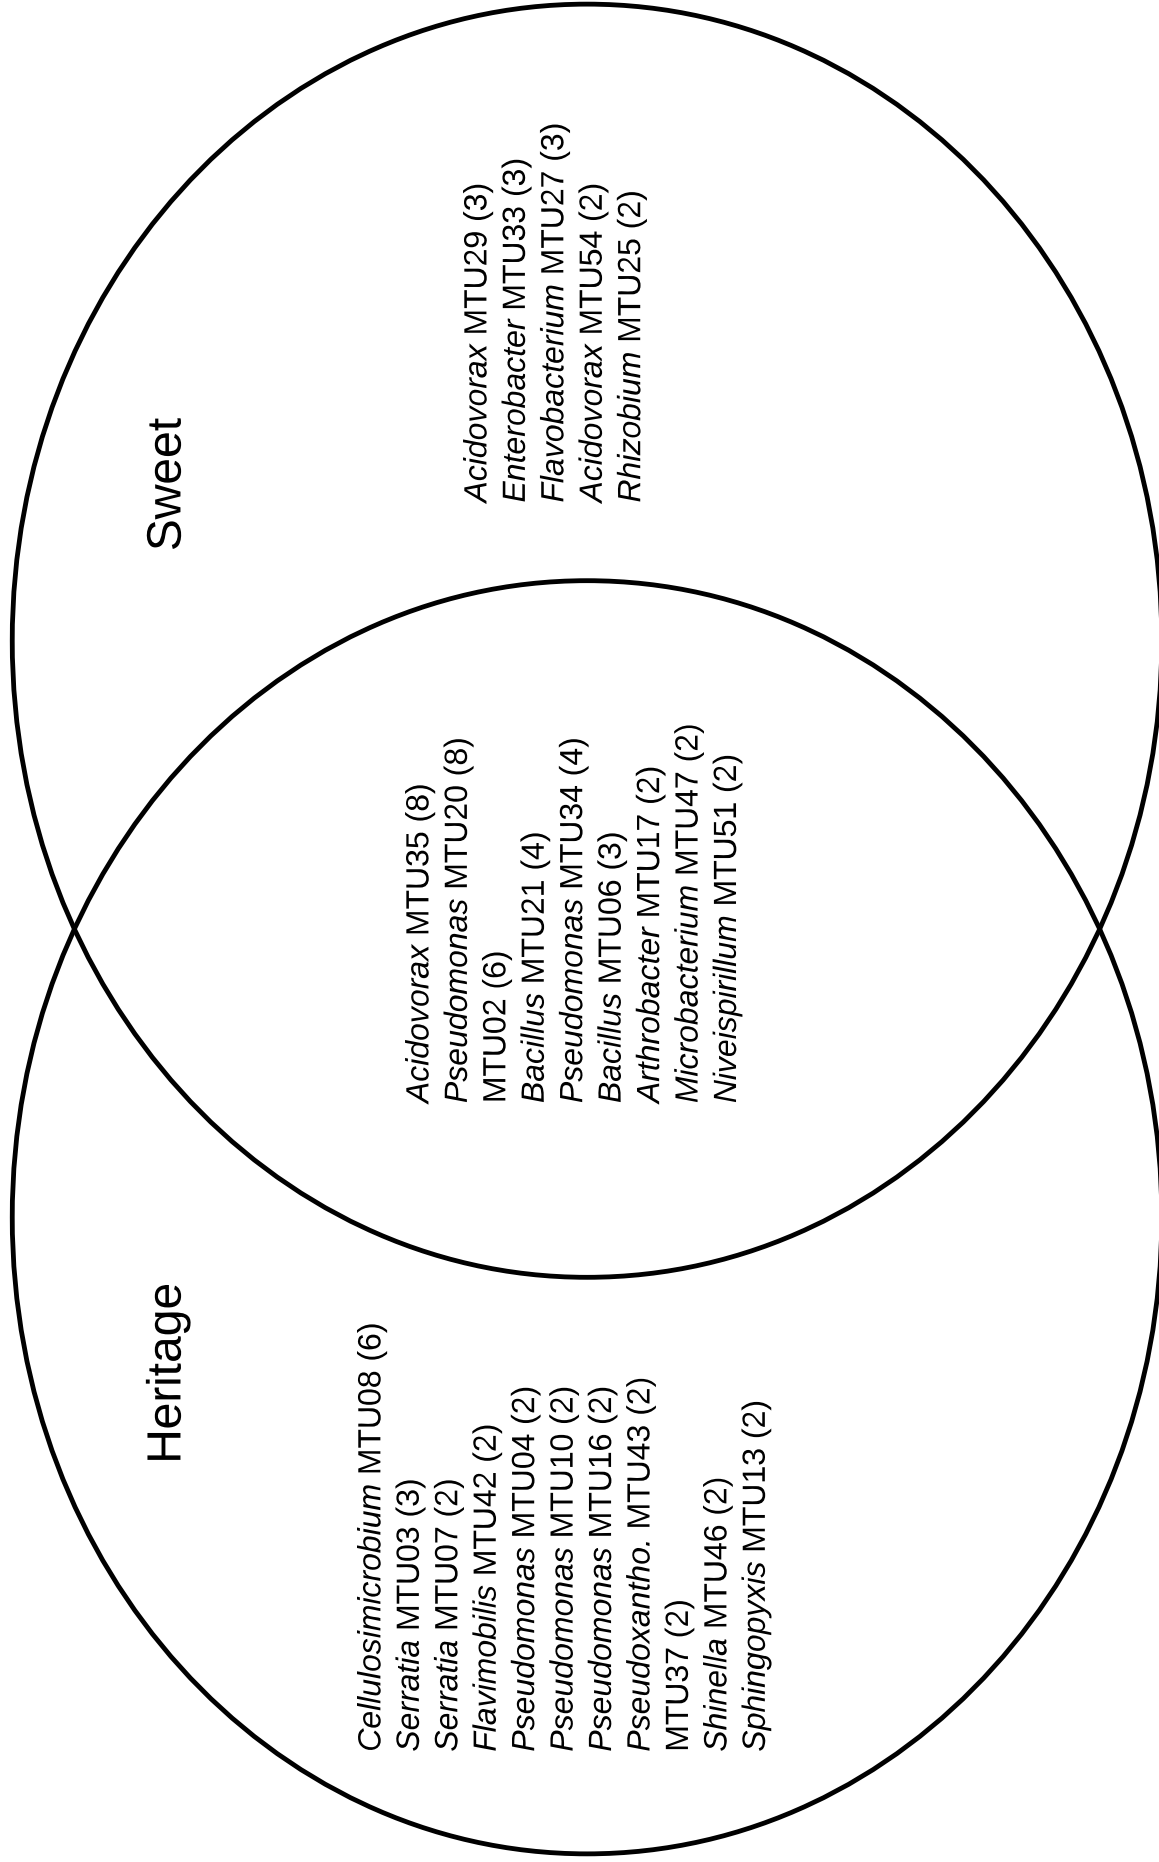 Heritage
Cellulosimicrobium MTU08 (6)
Serratia MTU03 (3)
Serratia MTU07 (2)
Flavimobilis MTU42 (2)
Pseudomonas MTU04 (2)
Pseudomonas MTU10 (2)
Pseudomonas MTU16 (2)
Pseudoxantho. MTU43 (2)
MTU37 (2)
Shinella MTU46 (2)
Sphingopyxis MTU13 (2)
Acidovorax MTU35 (8)
Pseudomonas MTU20 (8)
MTU02 (6)
Bacillus MTU21 (4)
Pseudomonas MTU34 (4)
Bacillus MTU06 (3)
Arthrobacter MTU17 (2)
Microbacterium MTU47 (2)
Niveispirillum MTU51 (2)
Sweet
Acidovorax MTU29 (3)
Enterobacter MTU33 (3)
Flavobacterium MTU27 (3)
Acidovorax MTU54 (2)
Rhizobium MTU25 (2)